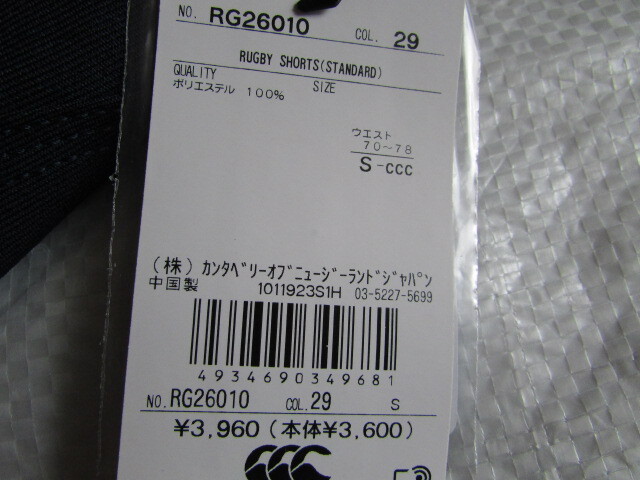 NO. RG26010 COL. 29
RUGBY SHORTS(STANDARD)
QUALITY SIZE
ポリエステル 100%
ウエスト
70〜78
S-CCC
(株) ｶﾝﾀﾍﾞﾘｰｵﾌﾞﾆｭｰｼﾞｰﾗﾝﾄﾞｼﾞｬﾊﾟﾝ
中国製 1011923S1H 03-5227-5699
4934690349681
NO. RG26010 COL. 29 S
¥3,960 (本体¥3,600)
CCC